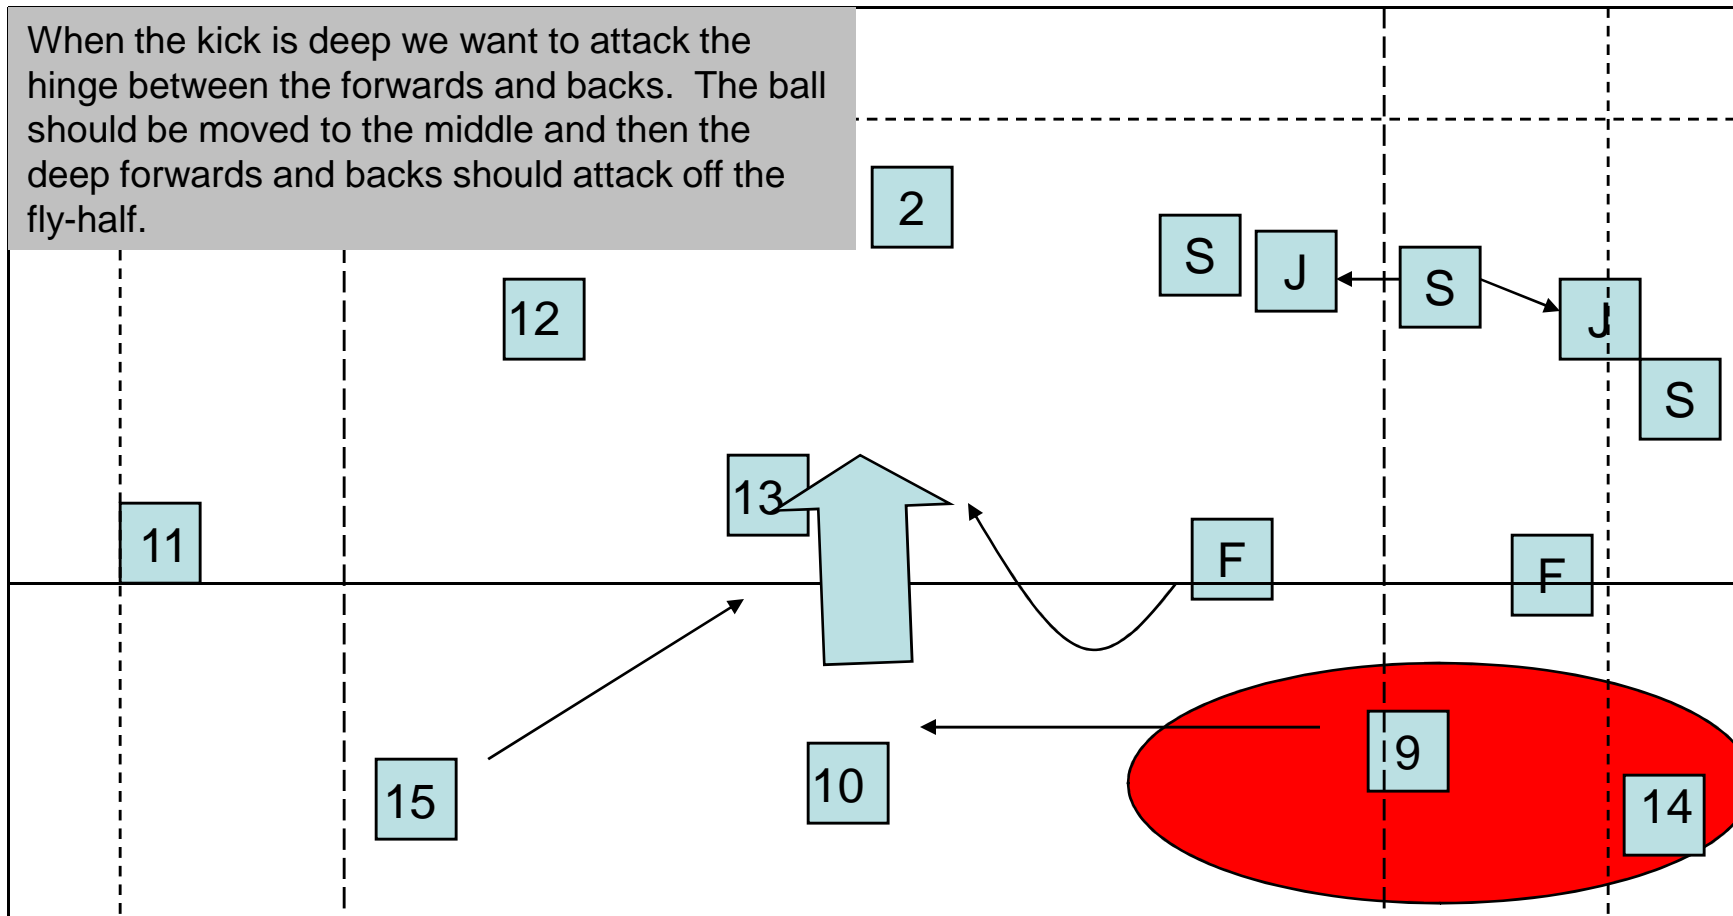 When the kick is deep we want to attack the
hinge between the forwards and backs.  The ball
should be moved to the middle and then the
deep forwards and backs should attack off the
fly-half.
2
S
J
S
J
S
12
13
11
F
F
9
10
15
14